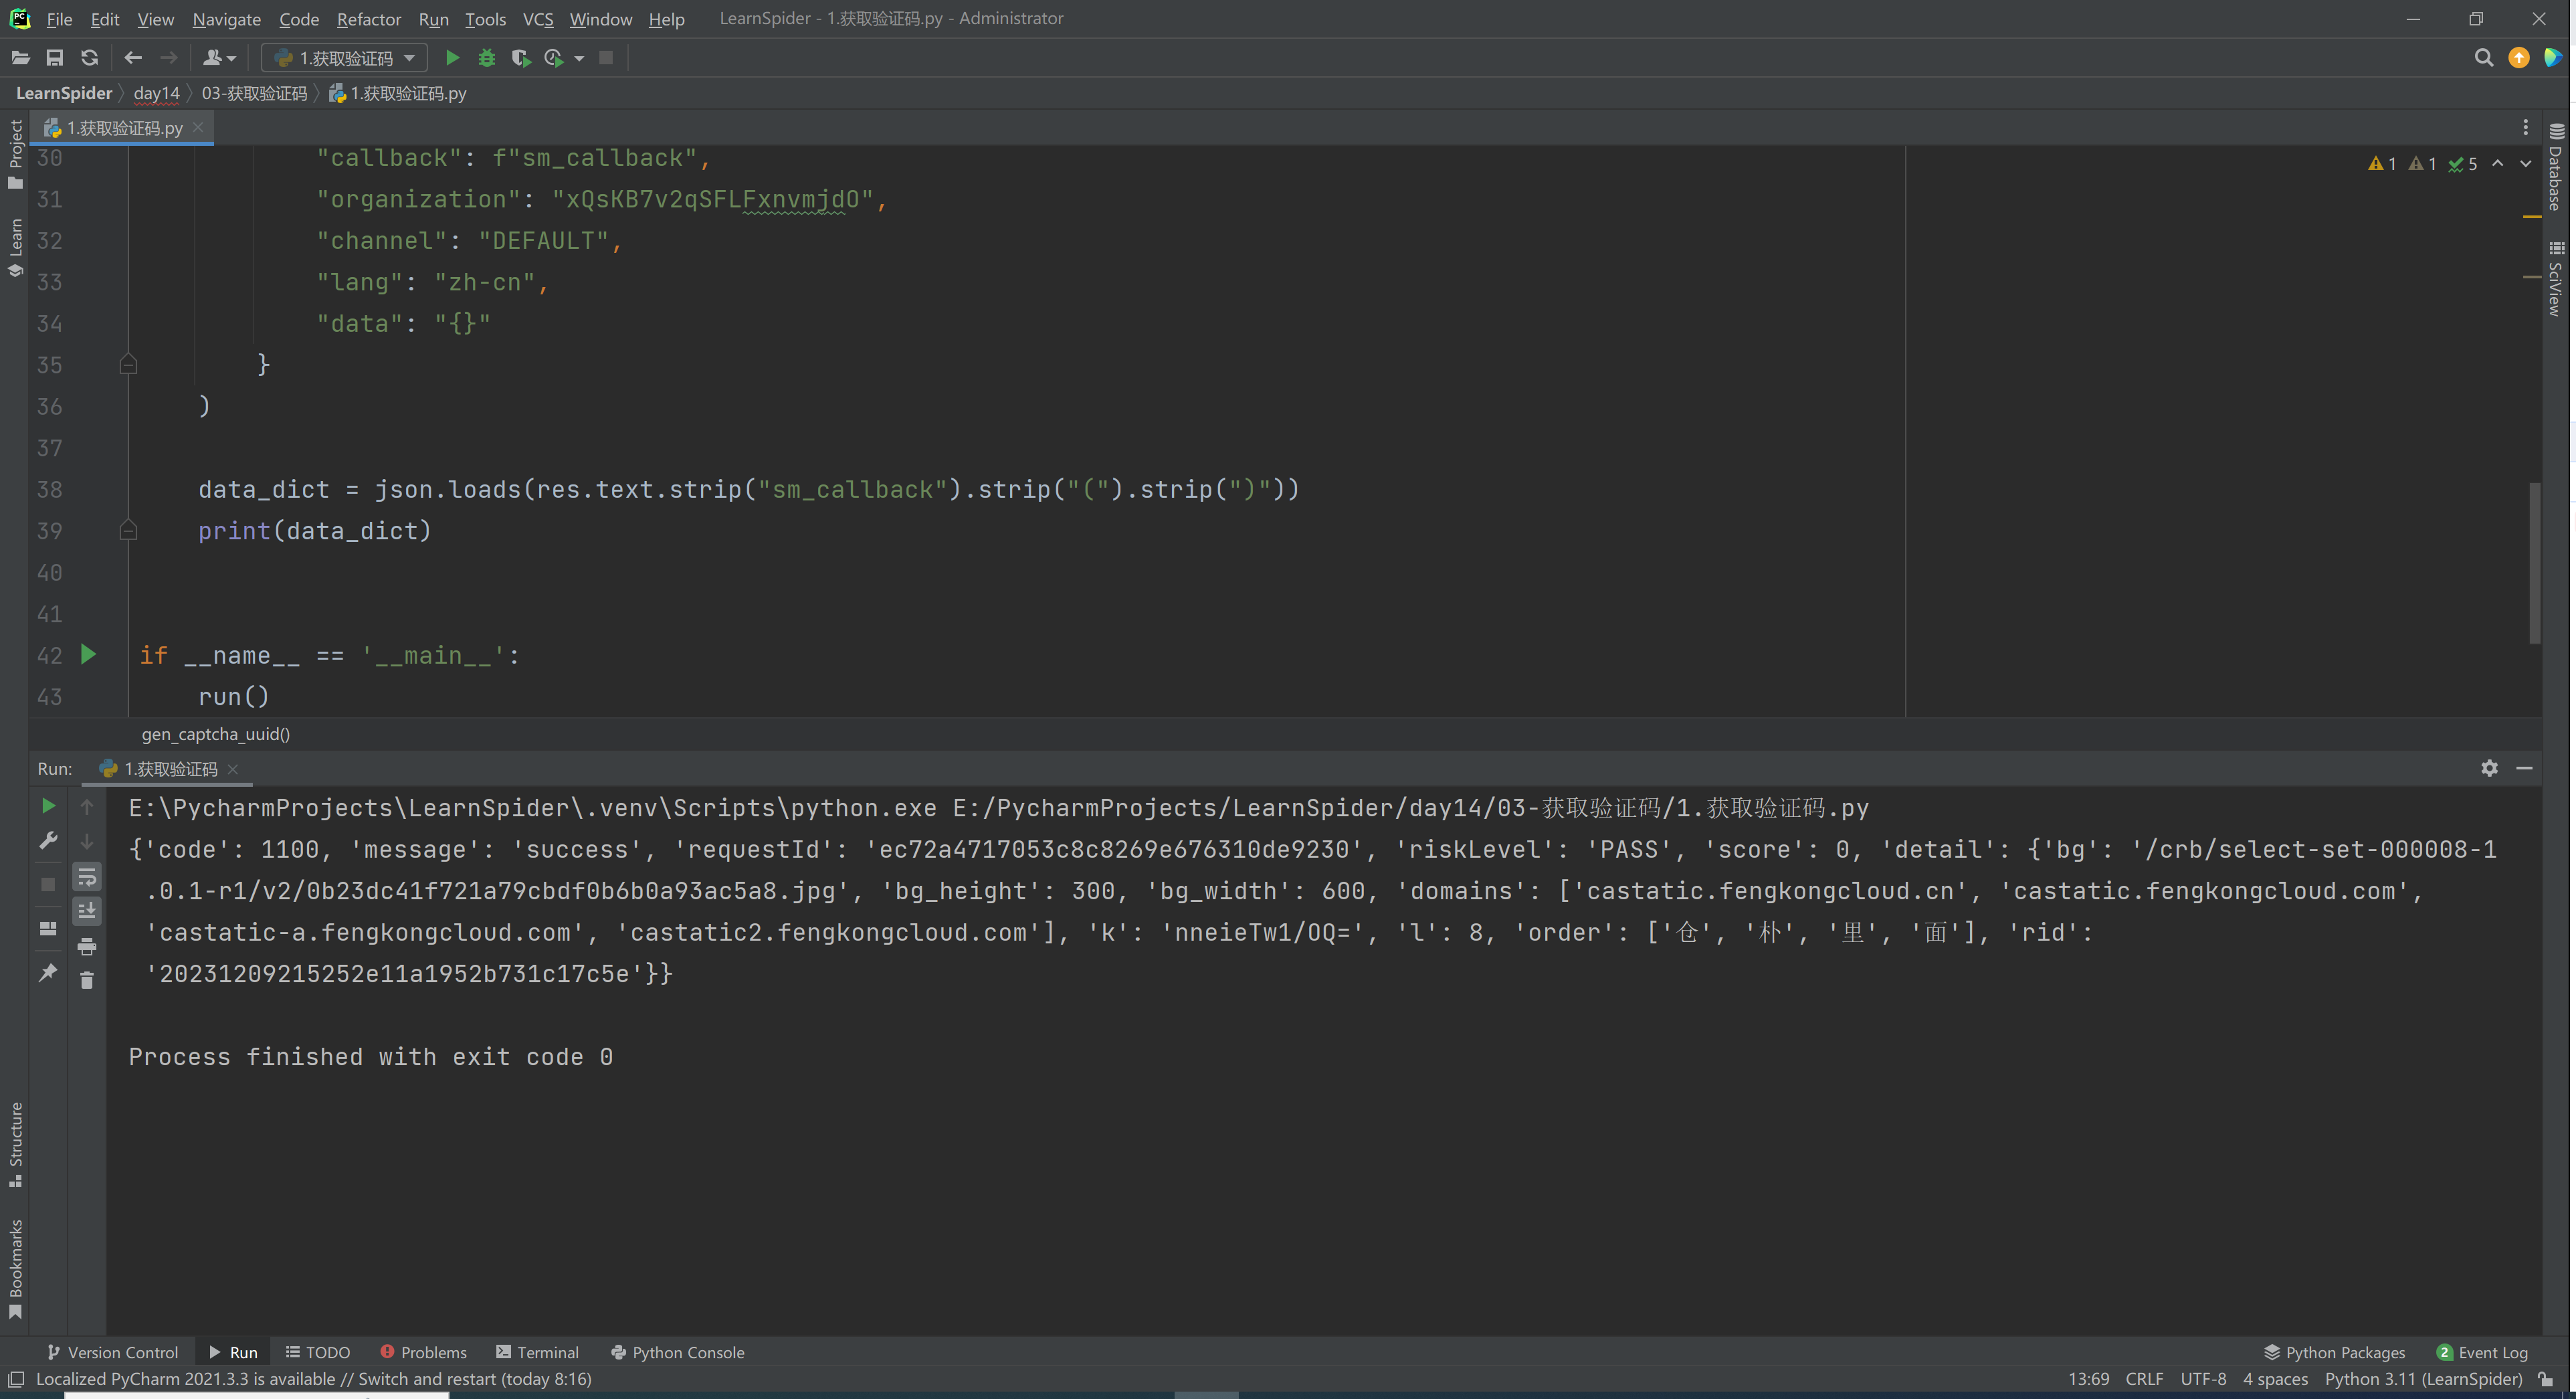 File Edit View Navigate Code Refactor Run Tools VCS Window Help LearnSpider - 1.获取验证码.py - Administrator
1.获取验证码
LearnSpider day14 03-获取验证码 1.获取验证码.py
1.获取验证码.py
Project
Learn
Structure
Bookmarks
Database
SciView
1 1 5
30 "callback": f"sm_callback",
31 "organization": "xQsKB7v2qSFLFxnvmjdO",
32 "channel": "DEFAULT",
33 "lang": "zh-cn",
34 "data": "{}"
35 }
36 )
37
38 data_dict = json.loads(res.text.strip("sm_callback").strip("(").strip(")"))
39 print(data_dict)
40
41
42 if __name__ == '__main__':
43 run()
gen_captcha_uuid()
Run: 1.获取验证码
E:\PycharmProjects\LearnSpider\.venv\Scripts\python.exe E:/PycharmProjects/LearnSpider/day14/03-获取验证码/1.获取验证码.py
{'code': 1100, 'message': 'success', 'requestId': 'ec72a4717053c8c8269e676310de9230', 'riskLevel': 'PASS', 'score': 0, 'detail': {'bg': '/crb/select-set-000008-1
.0.1-r1/v2/0b23dc41f721a79cbdf0b6b0a93ac5a8.jpg', 'bg_height': 300, 'bg_width': 600, 'domains': ['castatic.fengkongcloud.cn', 'castatic.fengkongcloud.com',
'castatic-a.fengkongcloud.com', 'castatic2.fengkongcloud.com'], 'k': 'nneieTw1/0Q=', 'l': 8, 'order': ['仓', '朴', '里', '面'], 'rid':
'20231209215252e11a1952b731c17c5e'}}
Process finished with exit code 0
Version Control Run TODO Problems Terminal Python Console Python Packages 2 Event Log
Localized PyCharm 2021.3.3 is available // Switch and restart (today 8:16) 13:69 CRLF UTF-8 4 spaces Python 3.11 (LearnSpider)